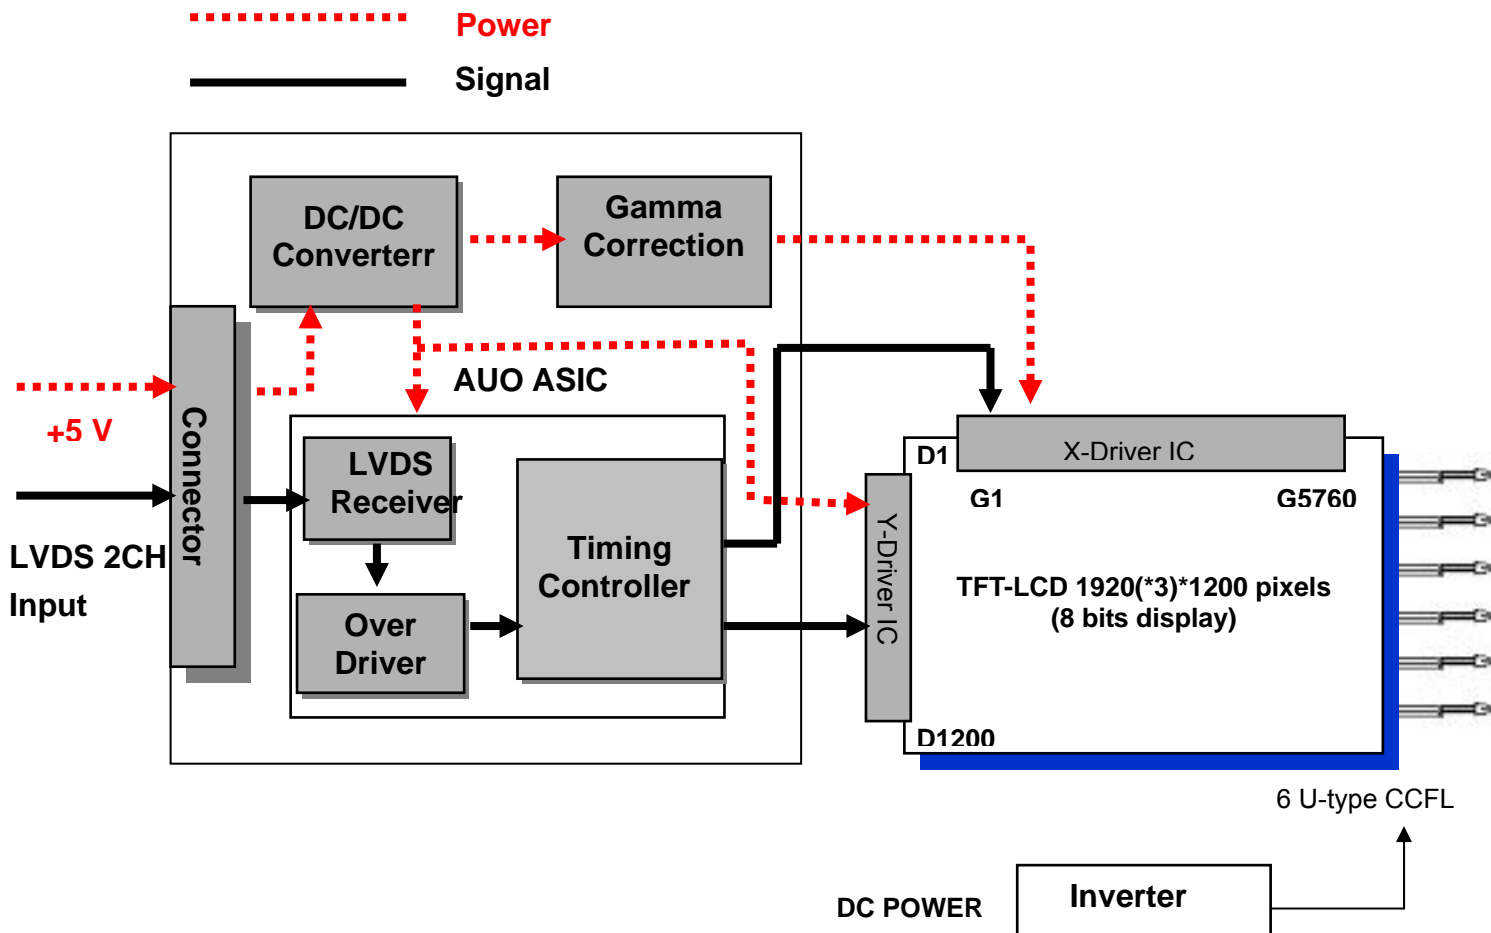 Power
Signal
DC/DC
Converterr
Gamma
Correction
AUO ASIC
+5 V
Connector
LVDS 2CH
Input
LVDS
Receiver
Over
Driver
Timing
Controller
D1
X-Driver IC
G1
G5760
Y-Driver IC
TFT-LCD 1920(*3)*1200 pixels
(8 bits display)
D1200
6 U-type CCFL
DC POWER
Inverter